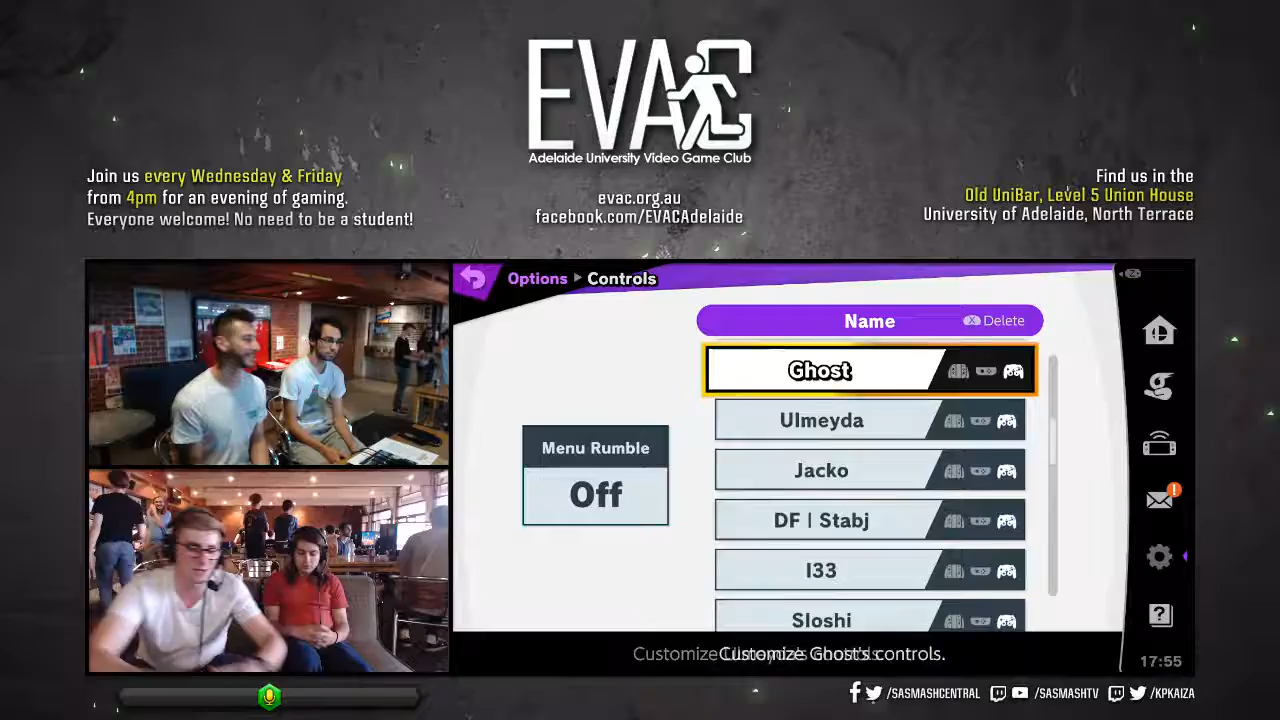 EVAC
Adelaide University Video Game Club
Join us every Wednesday & Friday
from 4pm for an evening of gaming.
Everyone welcome! No need to be a student!
evac.org.au
facebook.com/EVACAdelaide
Find us in the
Old UniBar, Level 5 Union House
University of Adelaide, North Terrace
Options ▸ Controls
Name
X Delete
Menu Rumble
Off
Ghost
Ulmeyda
Jacko
DF | Stabj
I33
Sloshi
Customize Ghost's controls.
17:55
/SASMASHCENTRAL
/SASMASHTV
/KPKAIZA